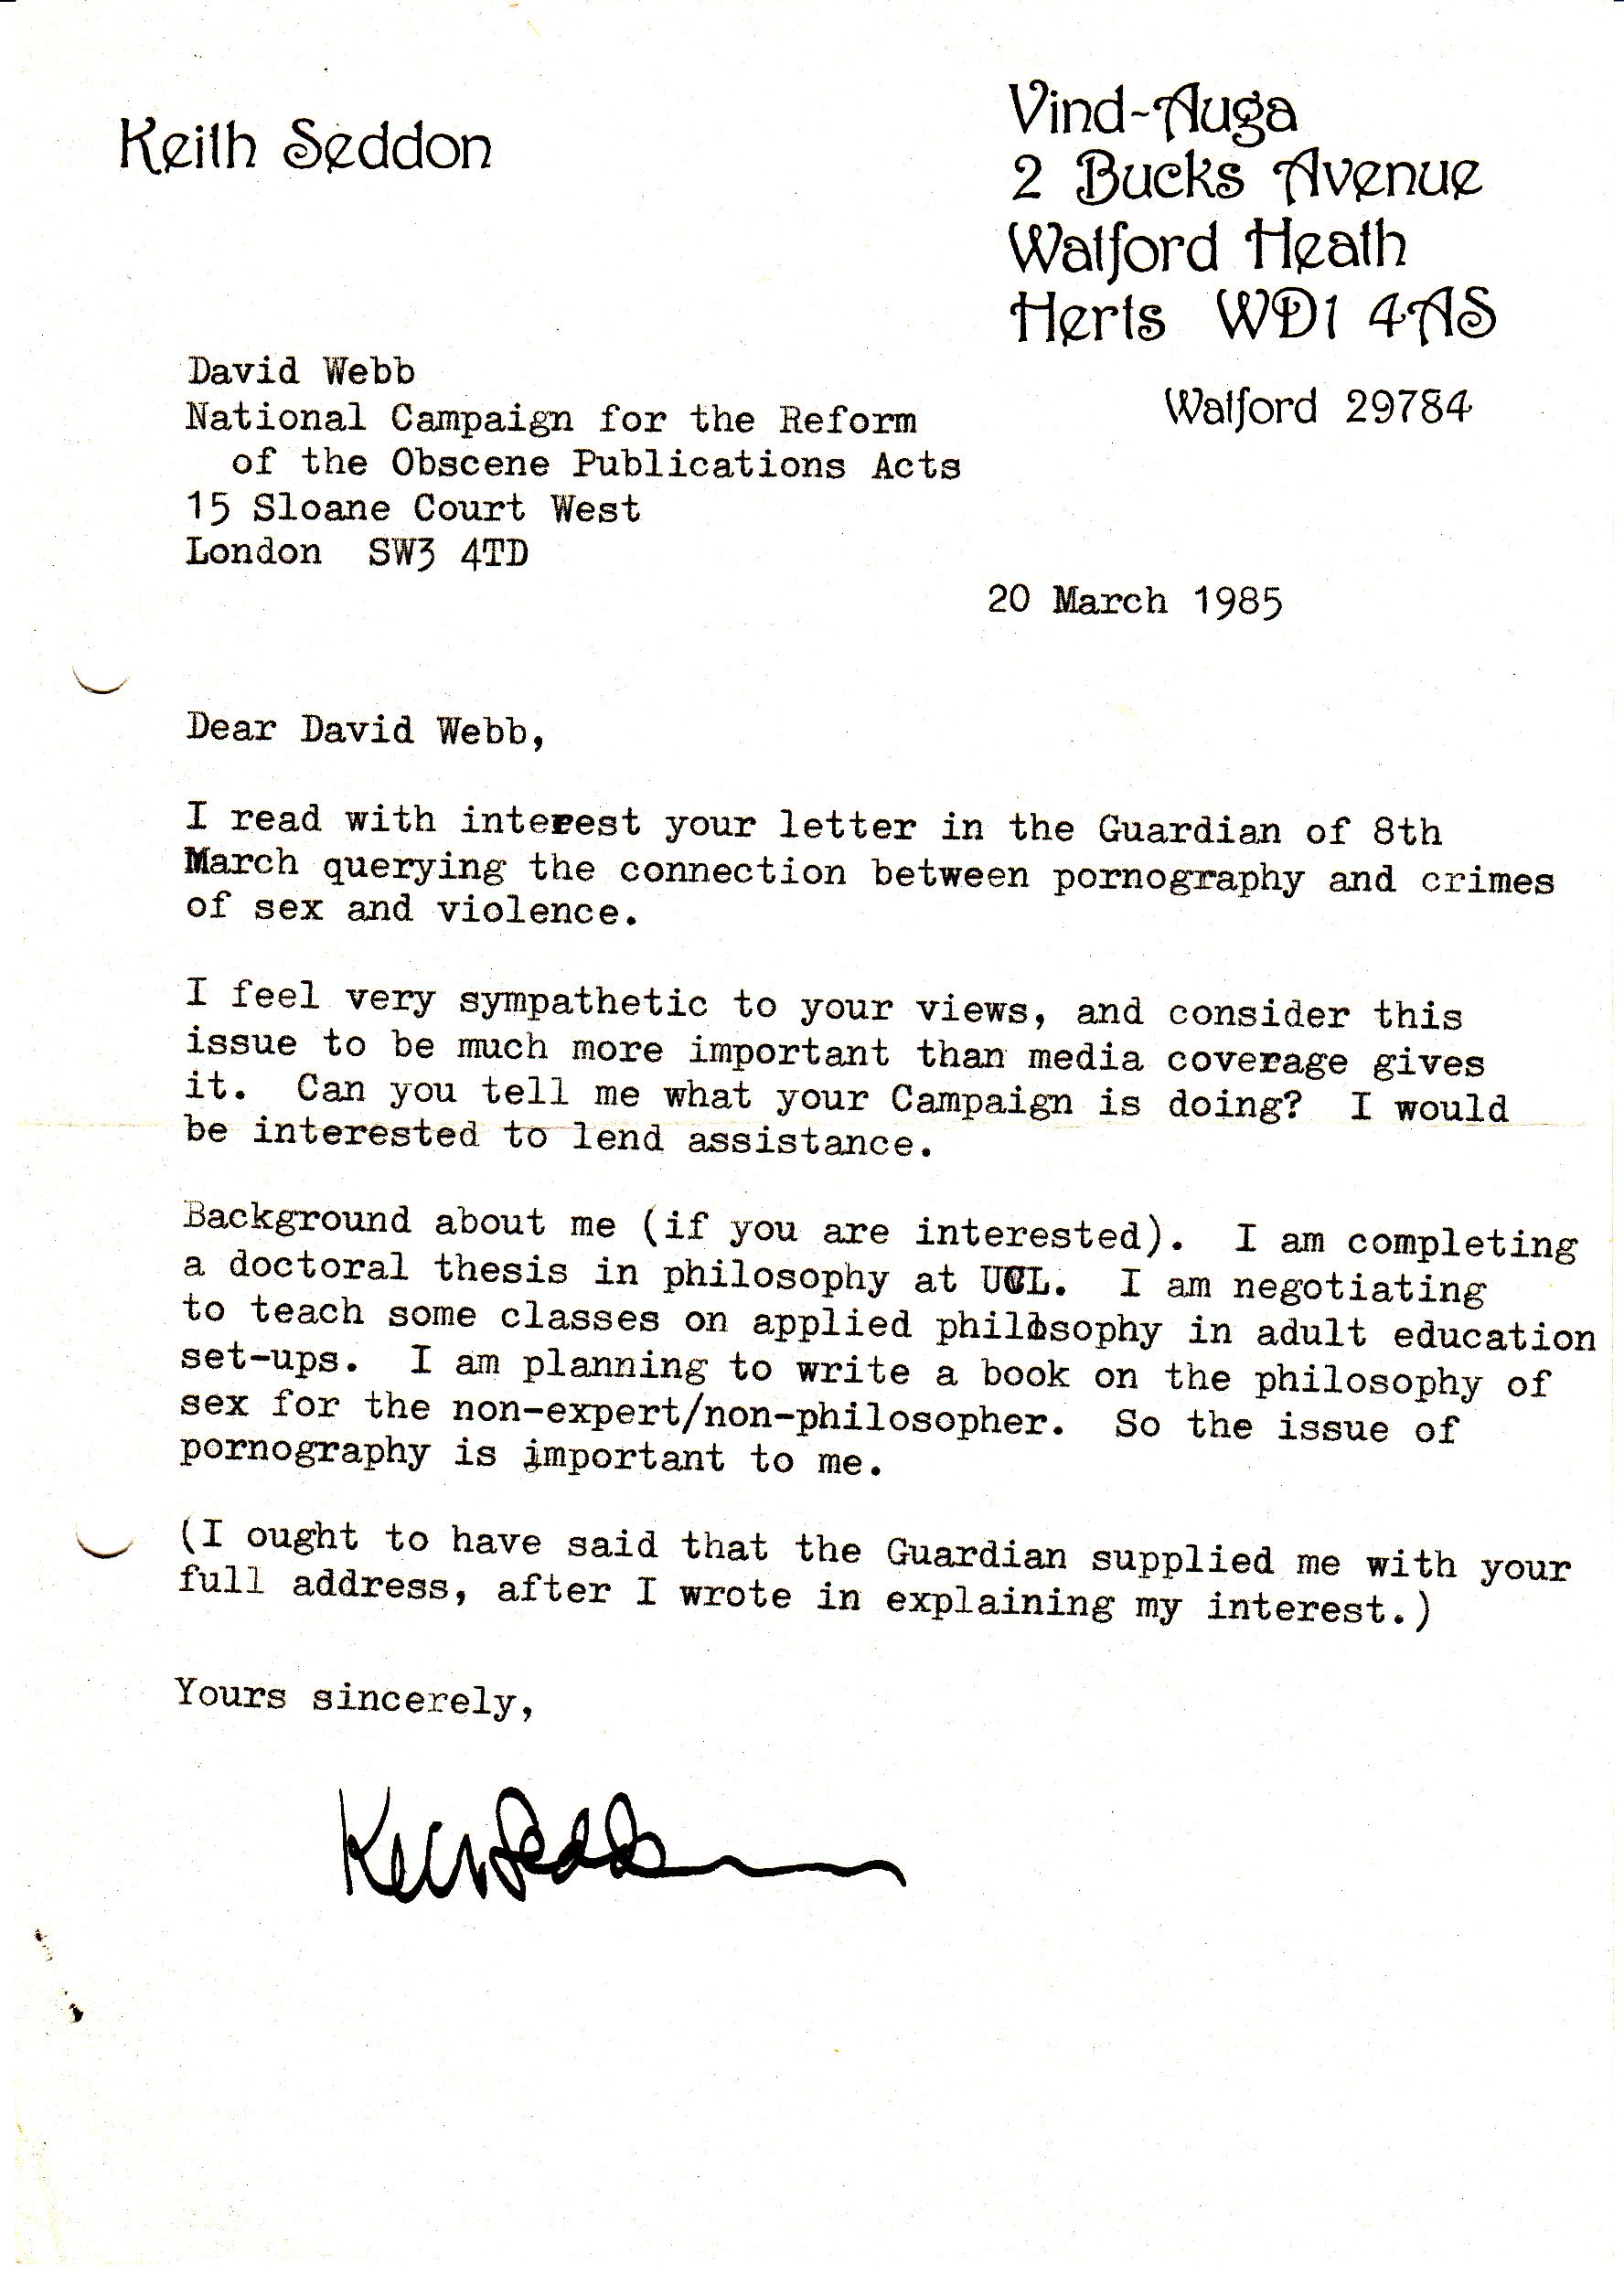 Keith Seddon
Vind-Auga
2 Bucks Avenue
Watford Heath
Herts WD1 4AS
Watford 29784
David Webb
National Campaign for the Reform
of the Obscene Publications Acts
15 Sloane Court West
London SW3 4TD
20 March 1985
Dear David Webb,
I read with interest your letter in the Guardian of 8th
March querying the connection between pornography and crimes
of sex and violence.
I feel very sympathetic to your views, and consider this
issue to be much more important than media coverage gives
it. Can you tell me what your Campaign is doing? I would
be interested to lend assistance.
Background about me (if you are interested). I am completing
a doctoral thesis in philosophy at UCL. I am negotiating
to teach some classes on applied philosophy in adult education
set-ups. I am planning to write a book on the philosophy of
sex for the non-expert/non-philosopher. So the issue of
pornography is important to me.
(I ought to have said that the Guardian supplied me with your
full address, after I wrote in explaining my interest.)
Yours sincerely,
Keith Seddon